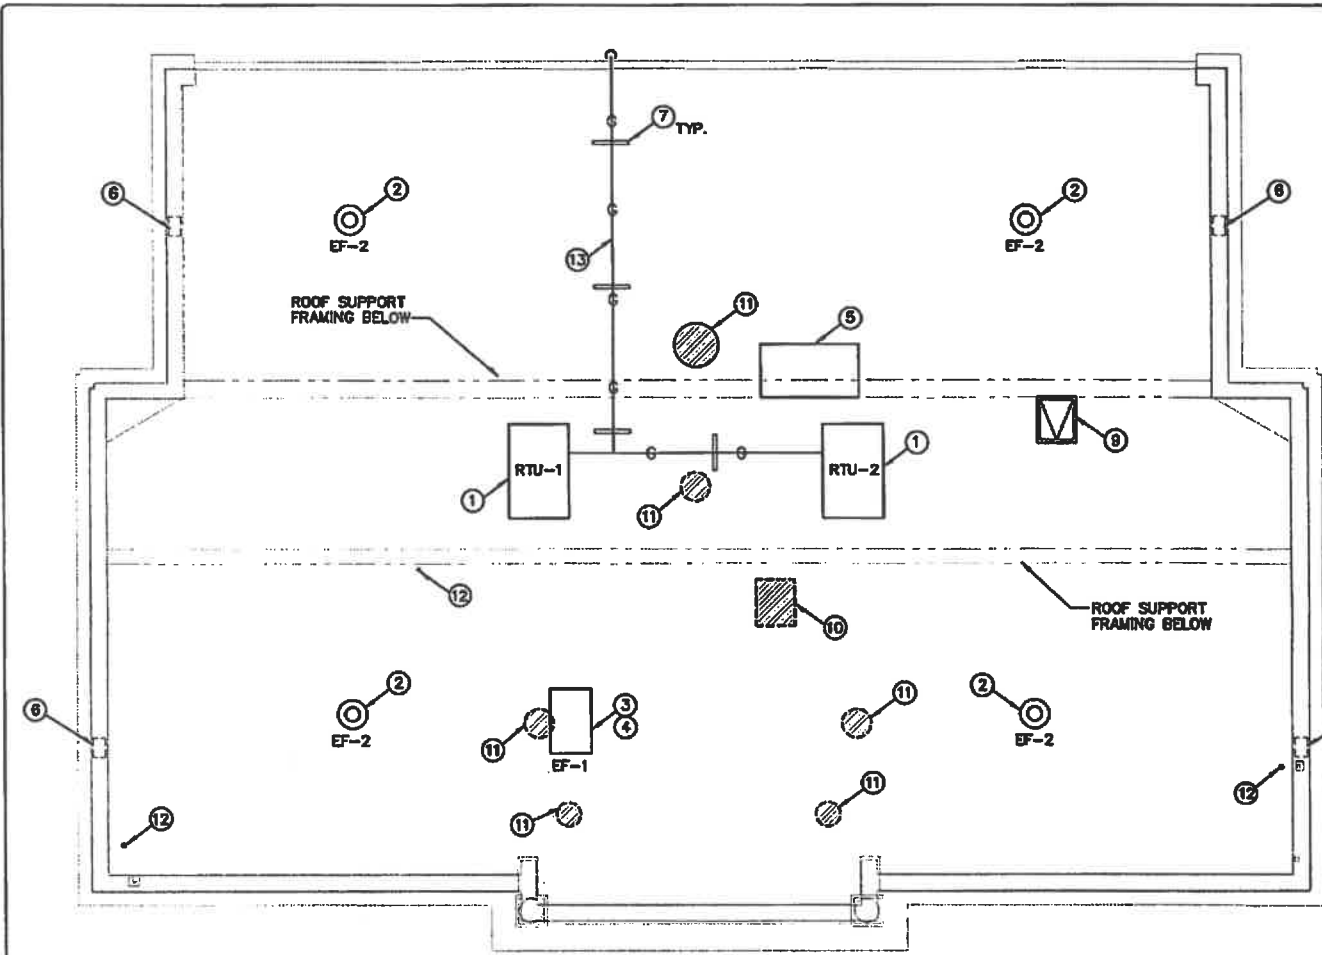 G
7
TYP.
6
2
EF-2
G
2
EF-2
6
13
ROOF SUPPORT
FRAMING BELOW
G
11
5
G
9
RTU-1
1
G
G
RTU-2
1
11
12
10
ROOF SUPPORT
FRAMING BELOW
6
2
EF-2
11
3
4
EF-1
11
2
EF-2
12
11
11
12